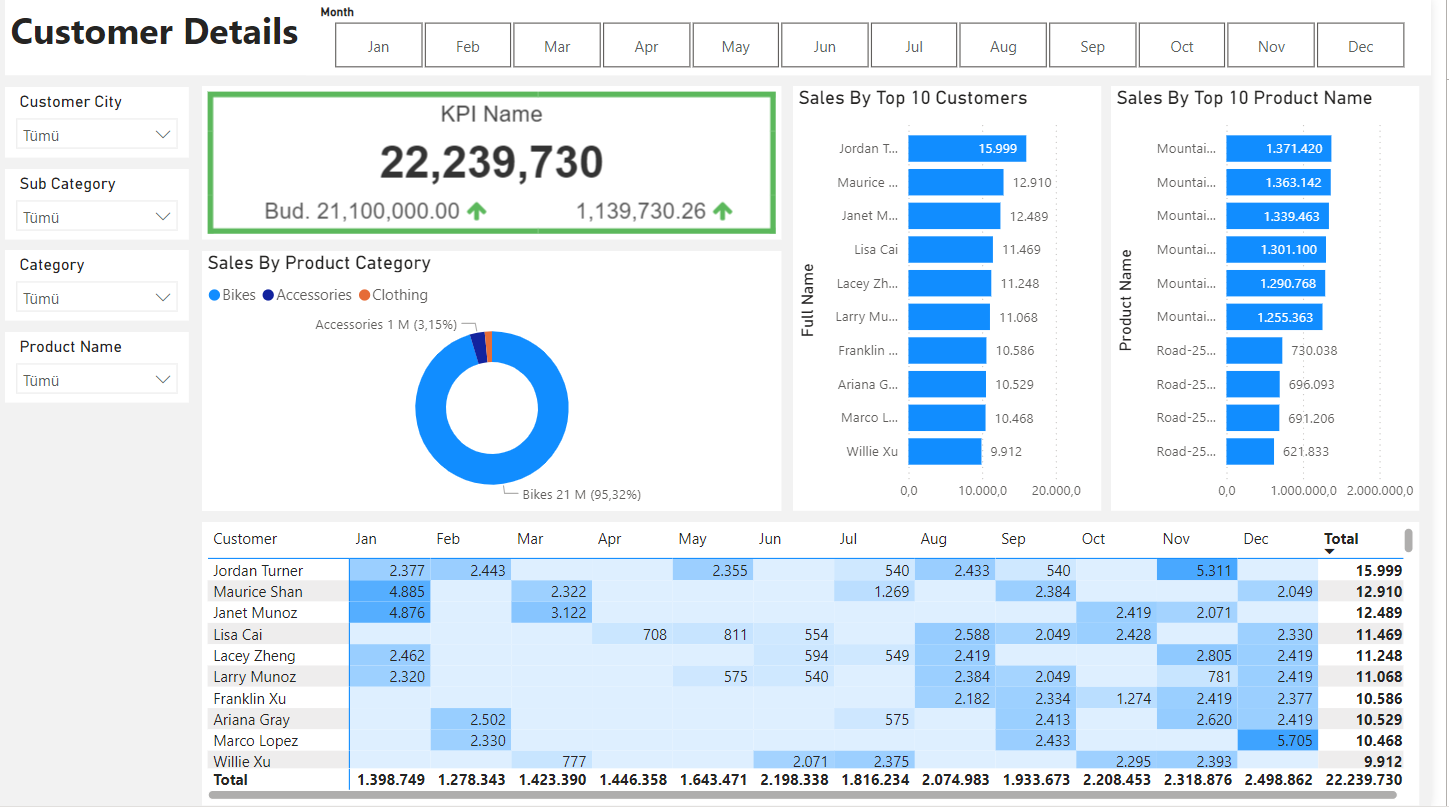 Customer Details
Month
Jan Feb Mar Apr May Jun Jul Aug Sep Oct Nov Dec
Customer City
Tümü
Sub Category
Tümü
Category
Tümü
Product Name
Tümü
KPI Name
22,239,730
Bud. 21,100,000.00 1,139,730.26
Sales By Product Category
Bikes Accessories Clothing
Accessories 1 M (3,15%)
Bikes 21 M (95,32%)
Sales By Top 10 Customers
Full Name
Jordan T... 15.999
Maurice ... 12.910
Janet M... 12.489
Lisa Cai 11.469
Lacey Zh... 11.248
Larry Mu... 11.068
Franklin ... 10.586
Ariana G... 10.529
Marco L... 10.468
Willie Xu 9.912
0,0 10.000,0 20.000,0
Sales By Top 10 Product Name
Product Name
Mountai... 1.371.420
Mountai... 1.363.142
Mountai... 1.339.463
Mountai... 1.301.100
Mountai... 1.290.768
Mountai... 1.255.363
Road-25... 730.038
Road-25... 696.093
Road-25... 691.206
Road-25... 621.833
0,0 1.000.000,0 2.000.000,0
Customer Jan Feb Mar Apr May Jun Jul Aug Sep Oct Nov Dec Total
Jordan Turner 2.377 2.443 2.355 540 2.433 540 5.311 15.999
Maurice Shan 4.885 2.322 1.269 2.384 2.049 12.910
Janet Munoz 4.876 3.122 2.419 2.071 12.489
Lisa Cai 708 811 554 2.588 2.049 2.428 2.330 11.469
Lacey Zheng 2.462 594 549 2.419 2.805 2.419 11.248
Larry Munoz 2.320 575 540 2.384 2.049 781 2.419 11.068
Franklin Xu 2.182 2.334 1.274 2.419 2.377 10.586
Ariana Gray 2.502 575 2.413 2.620 2.419 10.529
Marco Lopez 2.330 2.433 5.705 10.468
Willie Xu 777 2.071 2.375 2.295 2.393 9.912
Total 1.398.749 1.278.343 1.423.390 1.446.358 1.643.471 2.198.338 1.816.234 2.074.983 1.933.673 2.208.453 2.318.876 2.498.862 22.239.730